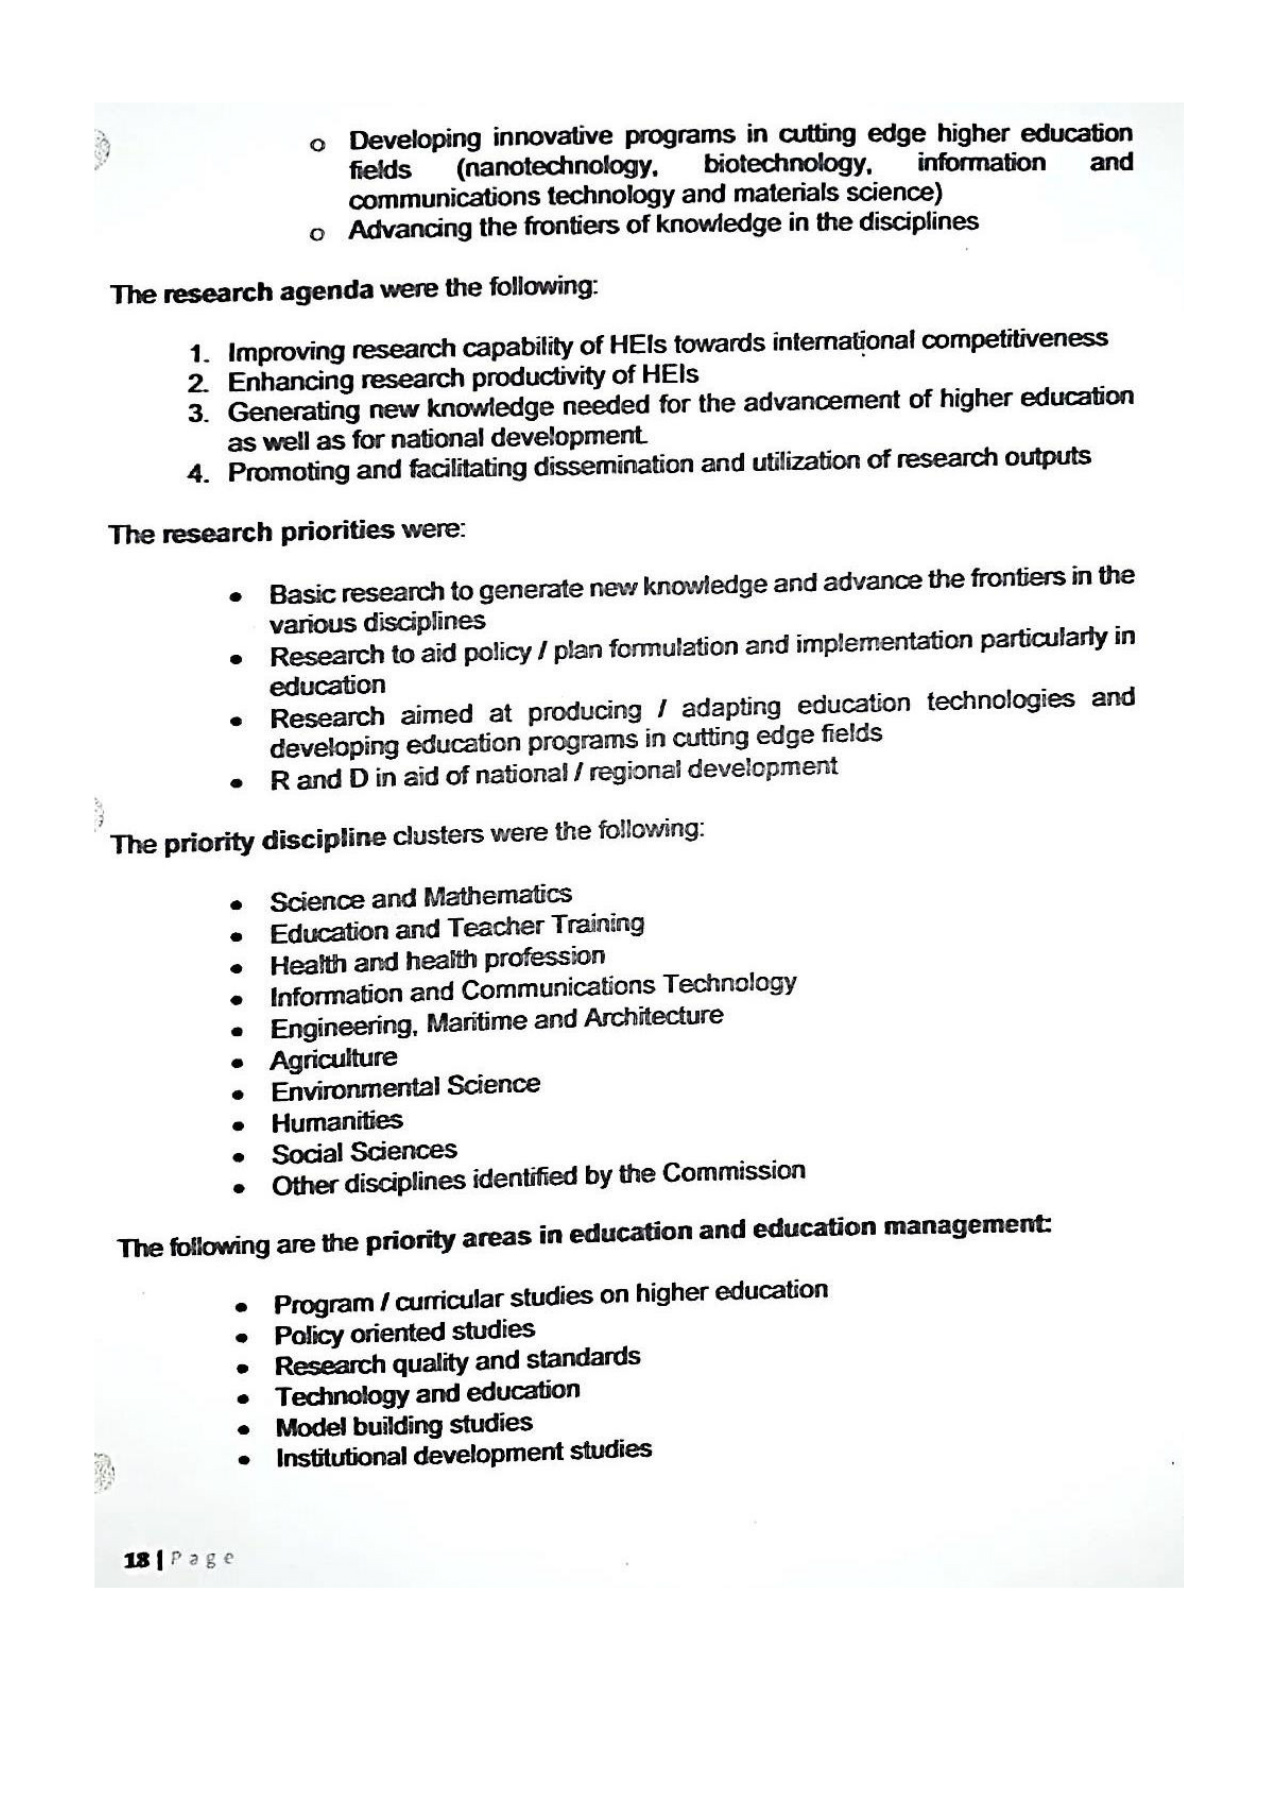 o Developing innovative programs in cutting edge higher education
fields (nanotechnology, biotechnology, information and
communications technology and materials science)
o Advancing the frontiers of knowledge in the disciplines
The research agenda were the following:
1. Improving research capability of HEIs towards international competitiveness
2. Enhancing research productivity of HEIs
3. Generating new knowledge needed for the advancement of higher education
as well as for national development.
4. Promoting and facilitating dissemination and utilization of research outputs
The research priorities were:
• Basic research to generate new knowledge and advance the frontiers in the
various disciplines
• Research to aid policy / plan formulation and implementation particularly in
education
• Research aimed at producing / adapting education technologies and
developing education programs in cutting edge fields
• R and D in aid of national / regional development
The priority discipline clusters were the following:
• Science and Mathematics
• Education and Teacher Training
• Health and health profession
• Information and Communications Technology
• Engineering, Maritime and Architecture
• Agriculture
• Environmental Science
• Humanities
• Social Sciences
• Other disciplines identified by the Commission
The following are the priority areas in education and education management:
• Program / curricular studies on higher education
• Policy oriented studies
• Research quality and standards
• Technology and education
• Model building studies
• Institutional development studies
18 | Page